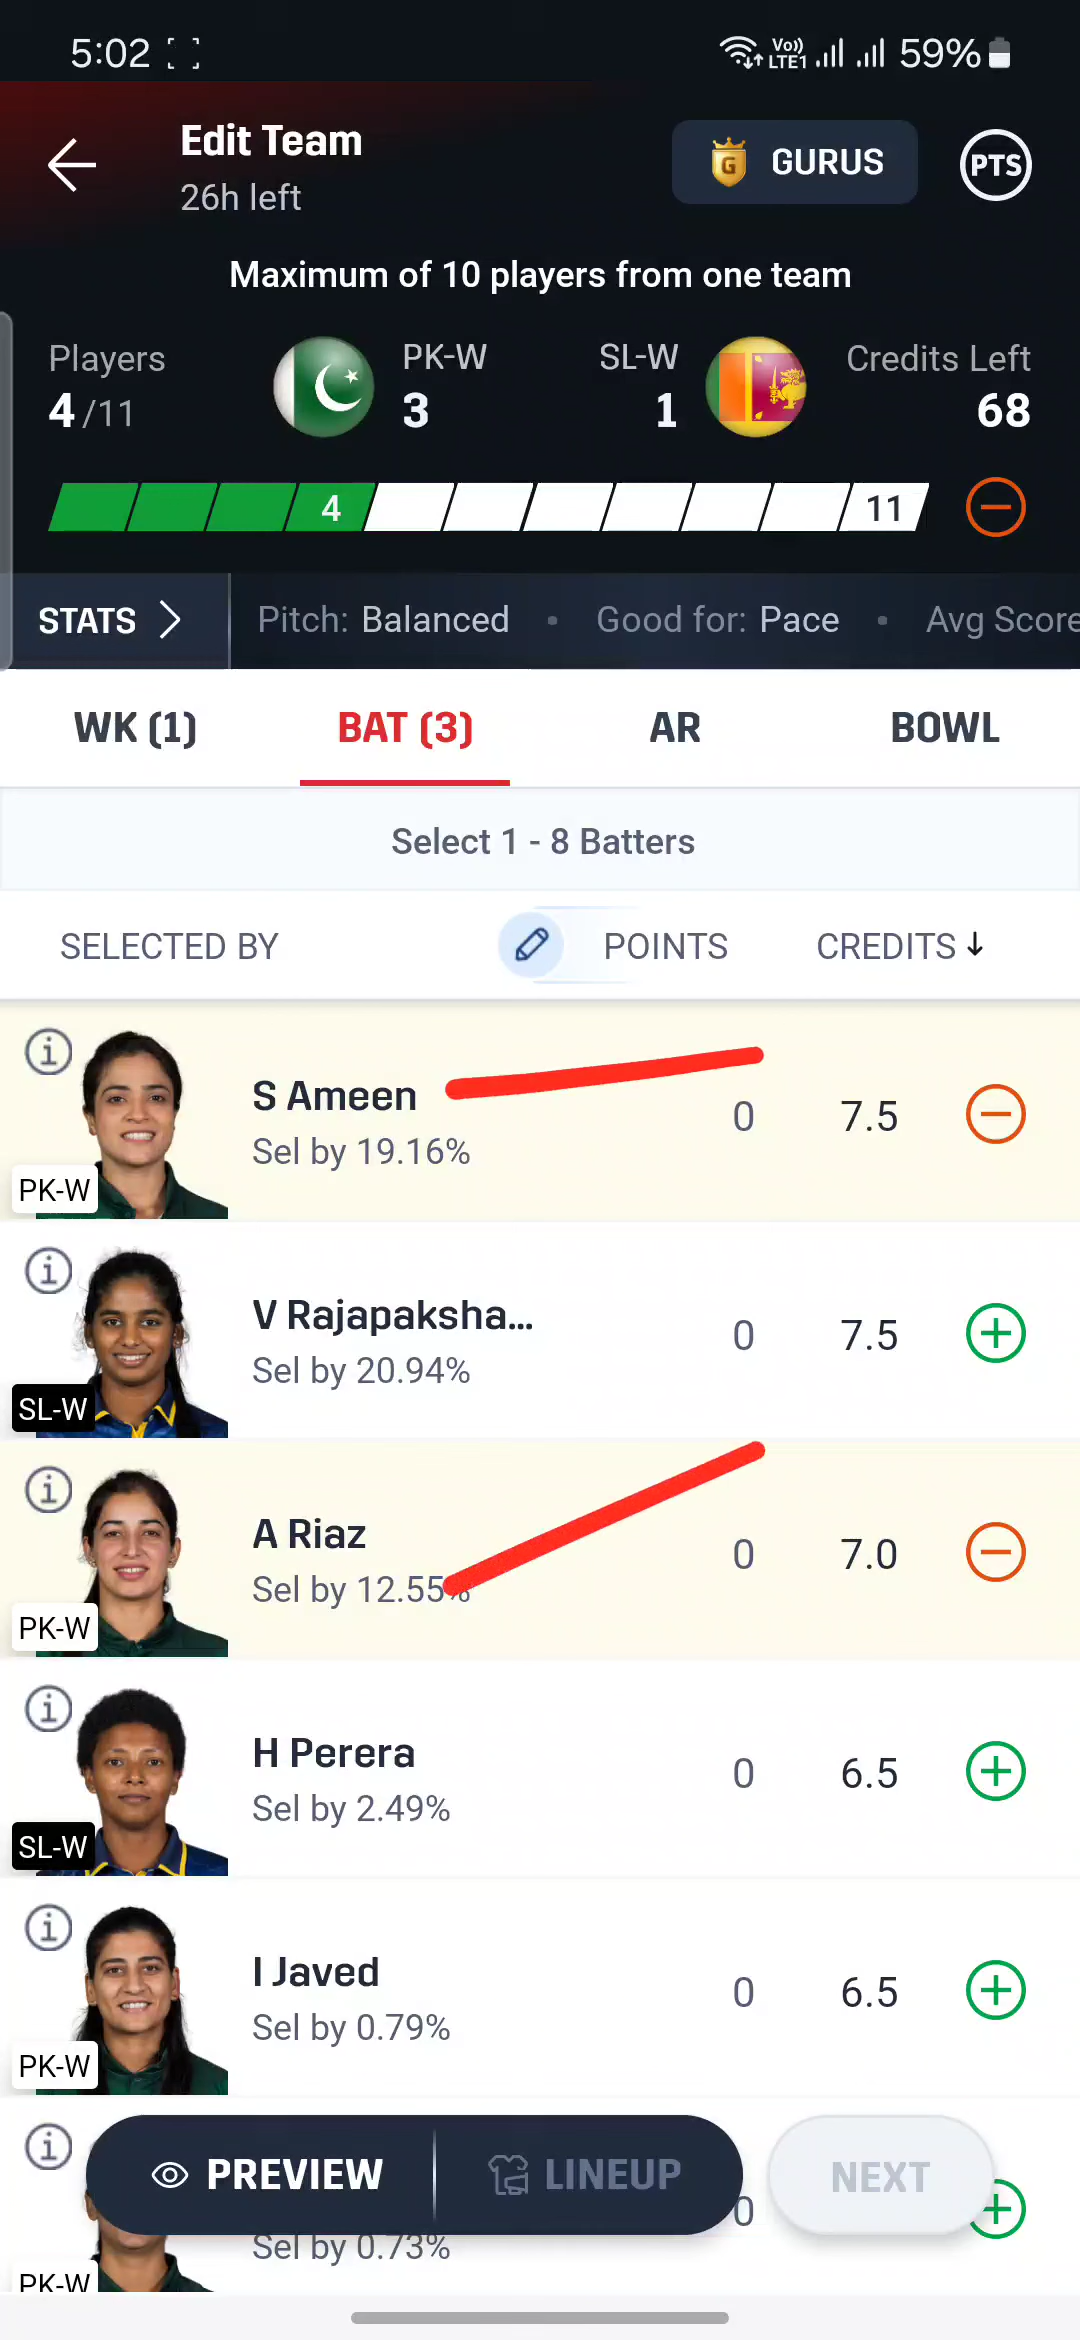 5:02
Vo)) LTE1
59%
Edit Team
26h left
G GURUS
PTS
Maximum of 10 players from one team
Players
4/11
PK-W
3
SL-W
1
Credits Left
68
4
11
STATS
Pitch: Balanced • Good for: Pace • Avg Score
WK (1)
BAT (3)
AR
BOWL
Select 1 - 8 Batters
SELECTED BY
POINTS
CREDITS
S Ameen
Sel by 19.16%
0
7.5
PK-W
V Rajapaksha...
Sel by 20.94%
0
7.5
SL-W
A Riaz
Sel by 12.55%
0
7.0
PK-W
H Perera
Sel by 2.49%
0
6.5
SL-W
I Javed
Sel by 0.79%
0
6.5
PK-W
PREVIEW
LINEUP
NEXT
0
Sel by 0.73%
PK-W